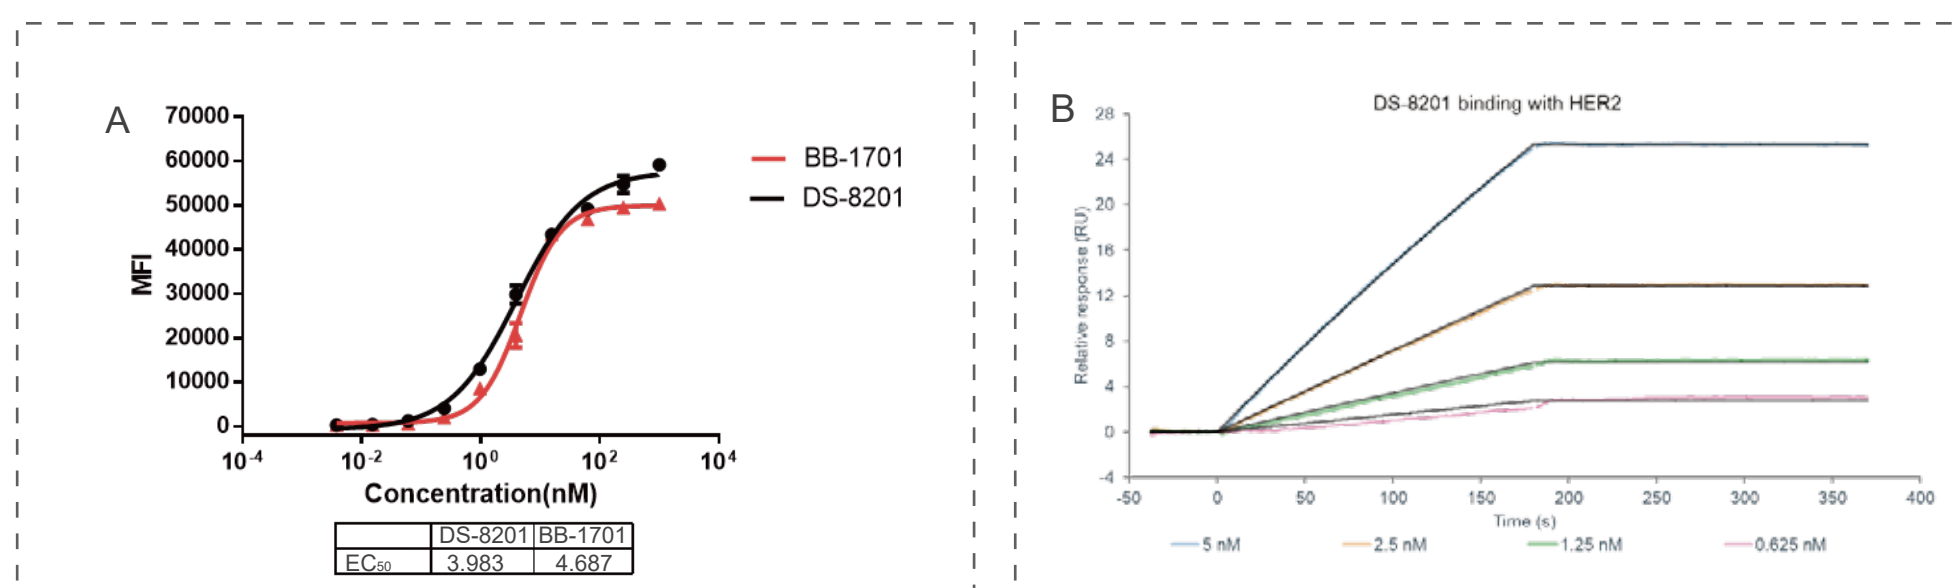 A
70000
60000
50000
40000
30000
20000
10000
0
MFI
10-4
10-2
100
102
104
Concentration(nM)
BB-1701
DS-8201
DS-8201 BB-1701
EC50 3.983 4.687
B
DS-8201 binding with HER2
28
24
20
16
12
8
4
0
-4
Relative response (RU)
-50 0 50 100 150 200 250 300 350 400
Time (s)
5 nM 2.5 nM 1.25 nM 0.625 nM